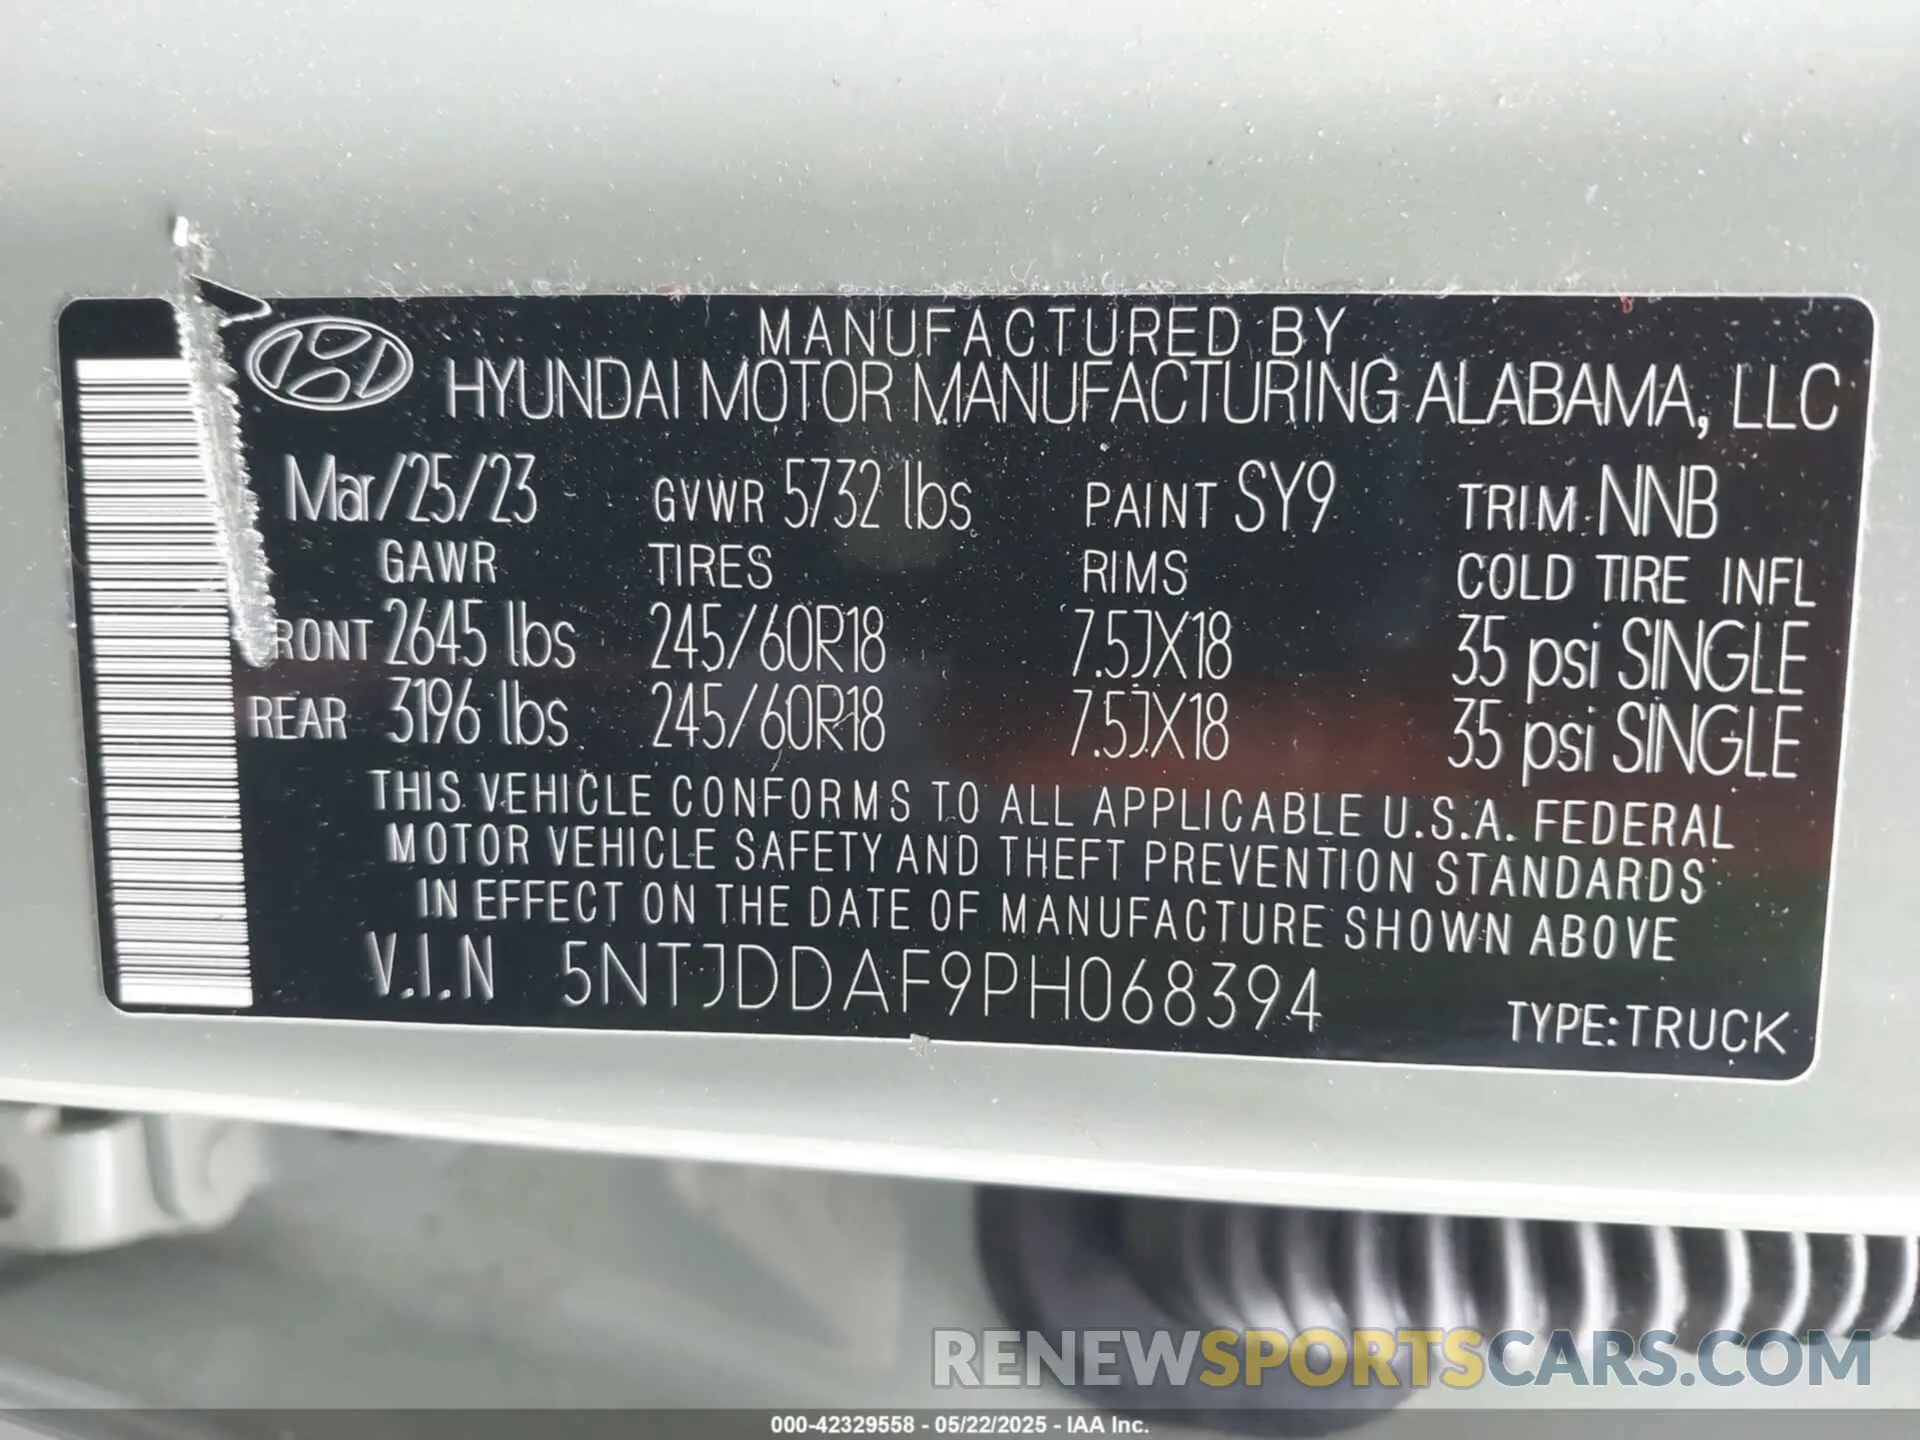 MANUFACTURED BY
HYUNDAI MOTOR MANUFACTURING ALABAMA, LLC
Mar/25/23 GVWR 5732 lbs PAINT SY9 TRIM: NNB
GAWR TIRES RIMS COLD TIRE INFL
FRONT 2645 lbs 245/60R18 7.5JX18 35 psi SINGLE
REAR 3196 lbs 245/60R18 7.5JX18 35 psi SINGLE
THIS VEHICLE CONFORMS TO ALL APPLICABLE U.S.A. FEDERAL
MOTOR VEHICLE SAFETY AND THEFT PREVENTION STANDARDS
IN EFFECT ON THE DATE OF MANUFACTURE SHOWN ABOVE
V.I.N 5NTJDDAF9PH068394
TYPE:TRUCK
RENEWSPORTSCARS.COM
000-42329558 - 05/22/2025 - IAA Inc.